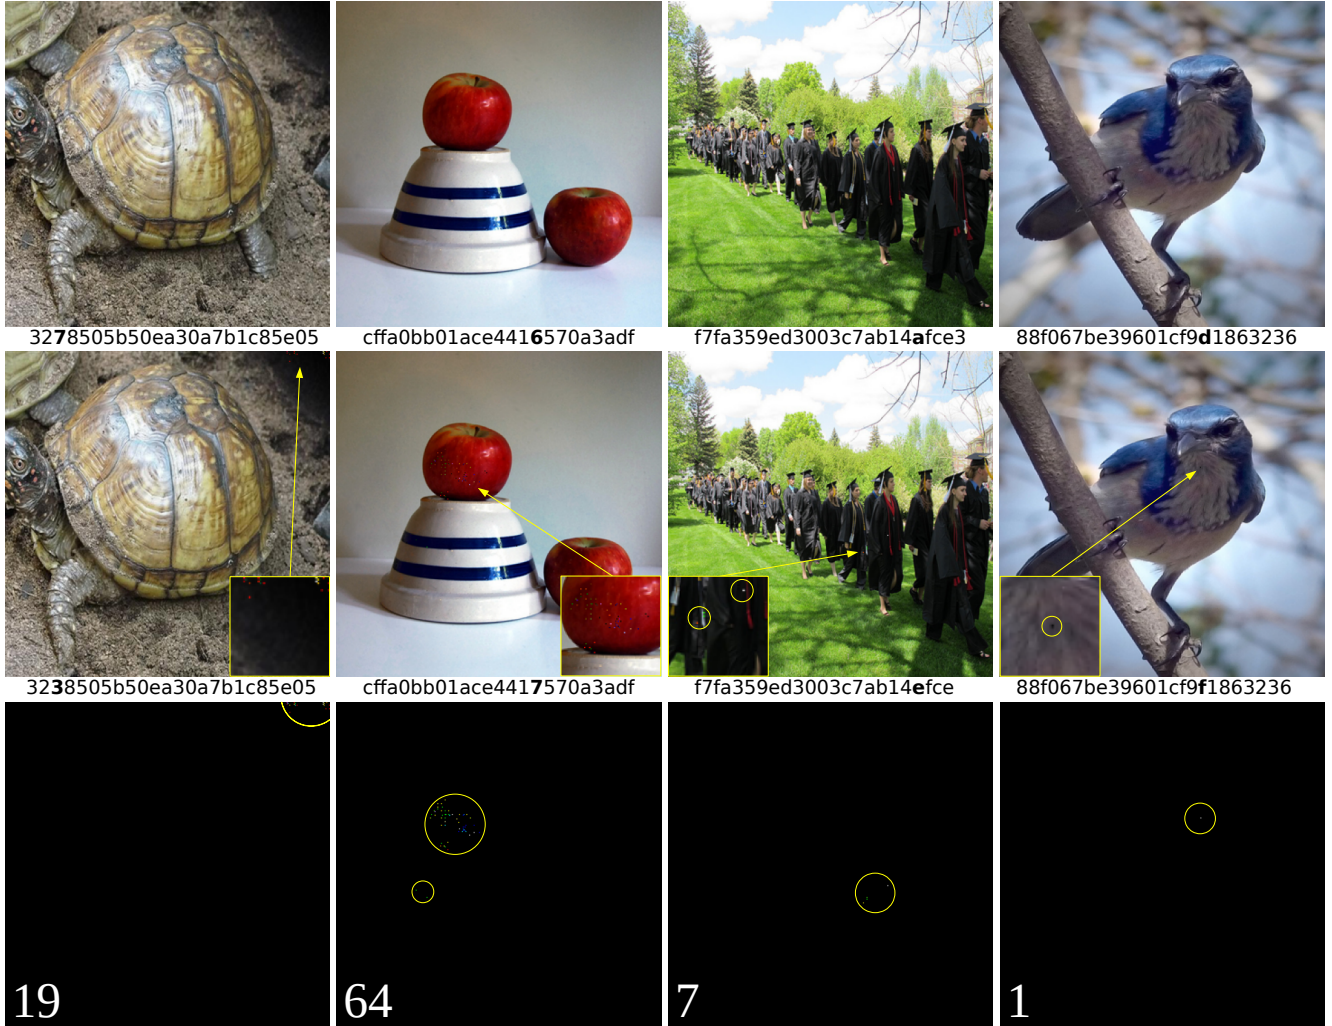 3278505b50ea30a7b1c85e05
cffa0bb01ace4416570a3adf
f7fa359ed3003c7ab14afce3
88f067be39601cf9d1863236
3238505b50ea30a7b1c85e05
cffa0bb01ace4417570a3adf
f7fa359ed3003c7ab14efce
88f067be39601cf9f1863236
19
64
7
1